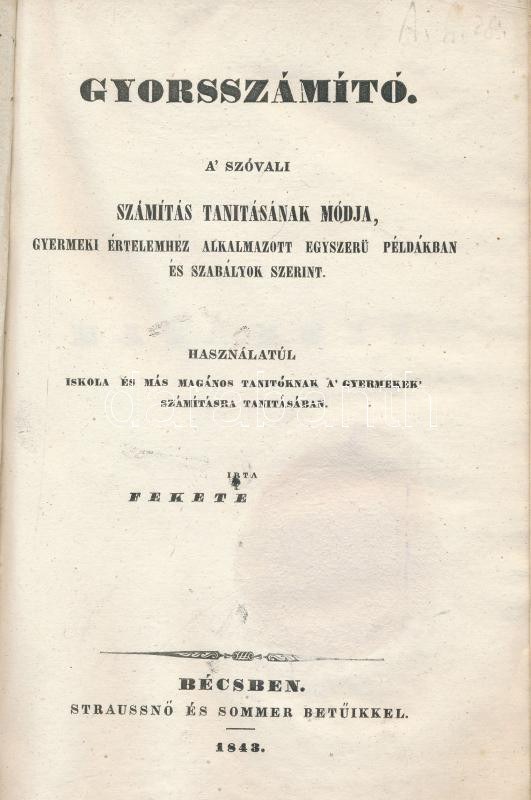 GYORSSZÁMÍTÓ.
A' SZÓVALI
SZÁMÍTÁS TANITÁSÁNAK MÓDJA,
GYERMEKI ÉRTELEMHEZ ALKALMAZOTT EGYSZERŰ PÉLDÁKBAN
ÉS SZABÁLYOK SZERINT.
HASZNÁLATÚL
ISKOLA ÉS MÁS MAGÁNOS TANITÓKNAK A' GYERMEKEK'
SZÁMÍTÁSRA TANITÁSÁBAN.
IRTA
FEKETE
BÉCSBEN.
STRAUSSNŐ ÉS SOMMER BETŰIKKEL.
1843.